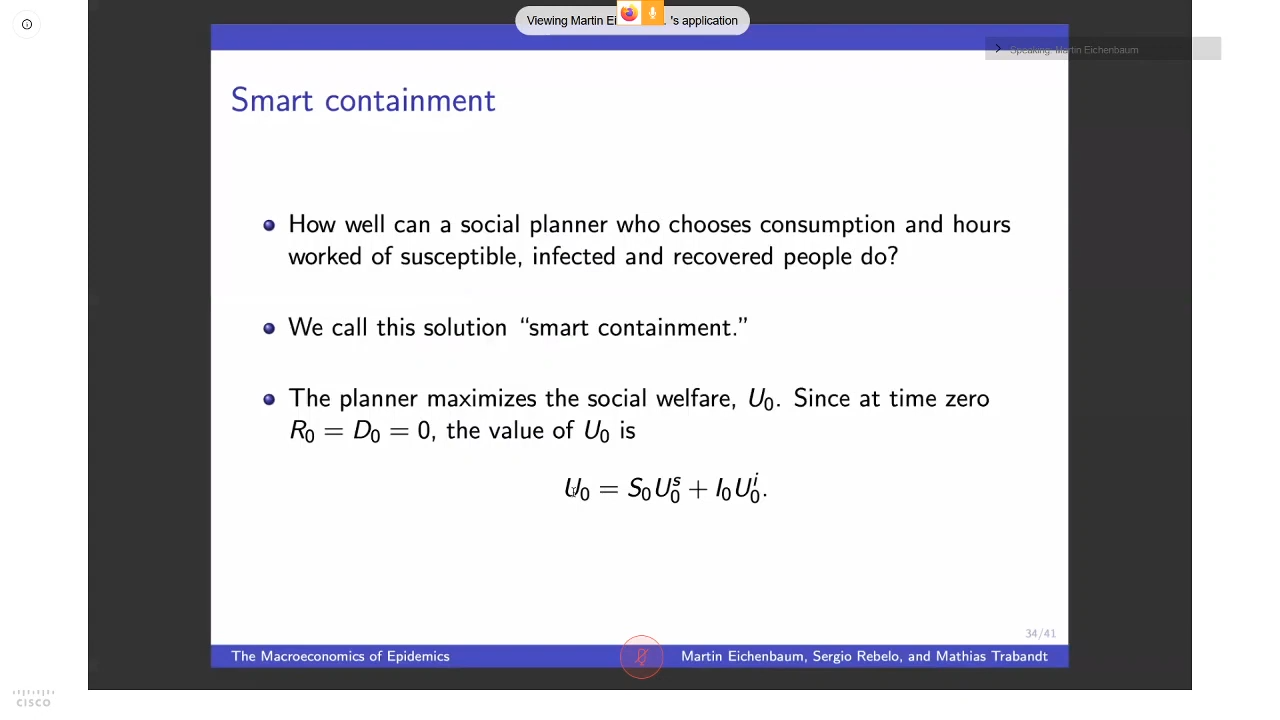 Viewing Martin Ei 's application
Speaking: Martin Eichenbaum
Smart containment
How well can a social planner who chooses consumption and hours
worked of susceptible, infected and recovered people do?
We call this solution “smart containment.”
The planner maximizes the social welfare, U₀. Since at time zero
R₀ = D₀ = 0, the value of U₀ is
U₀ = S₀U₀ˢ + I₀U₀ⁱ.
34/41
The Macroeconomics of Epidemics
Martin Eichenbaum, Sergio Rebelo, and Mathias Trabandt
CISCO